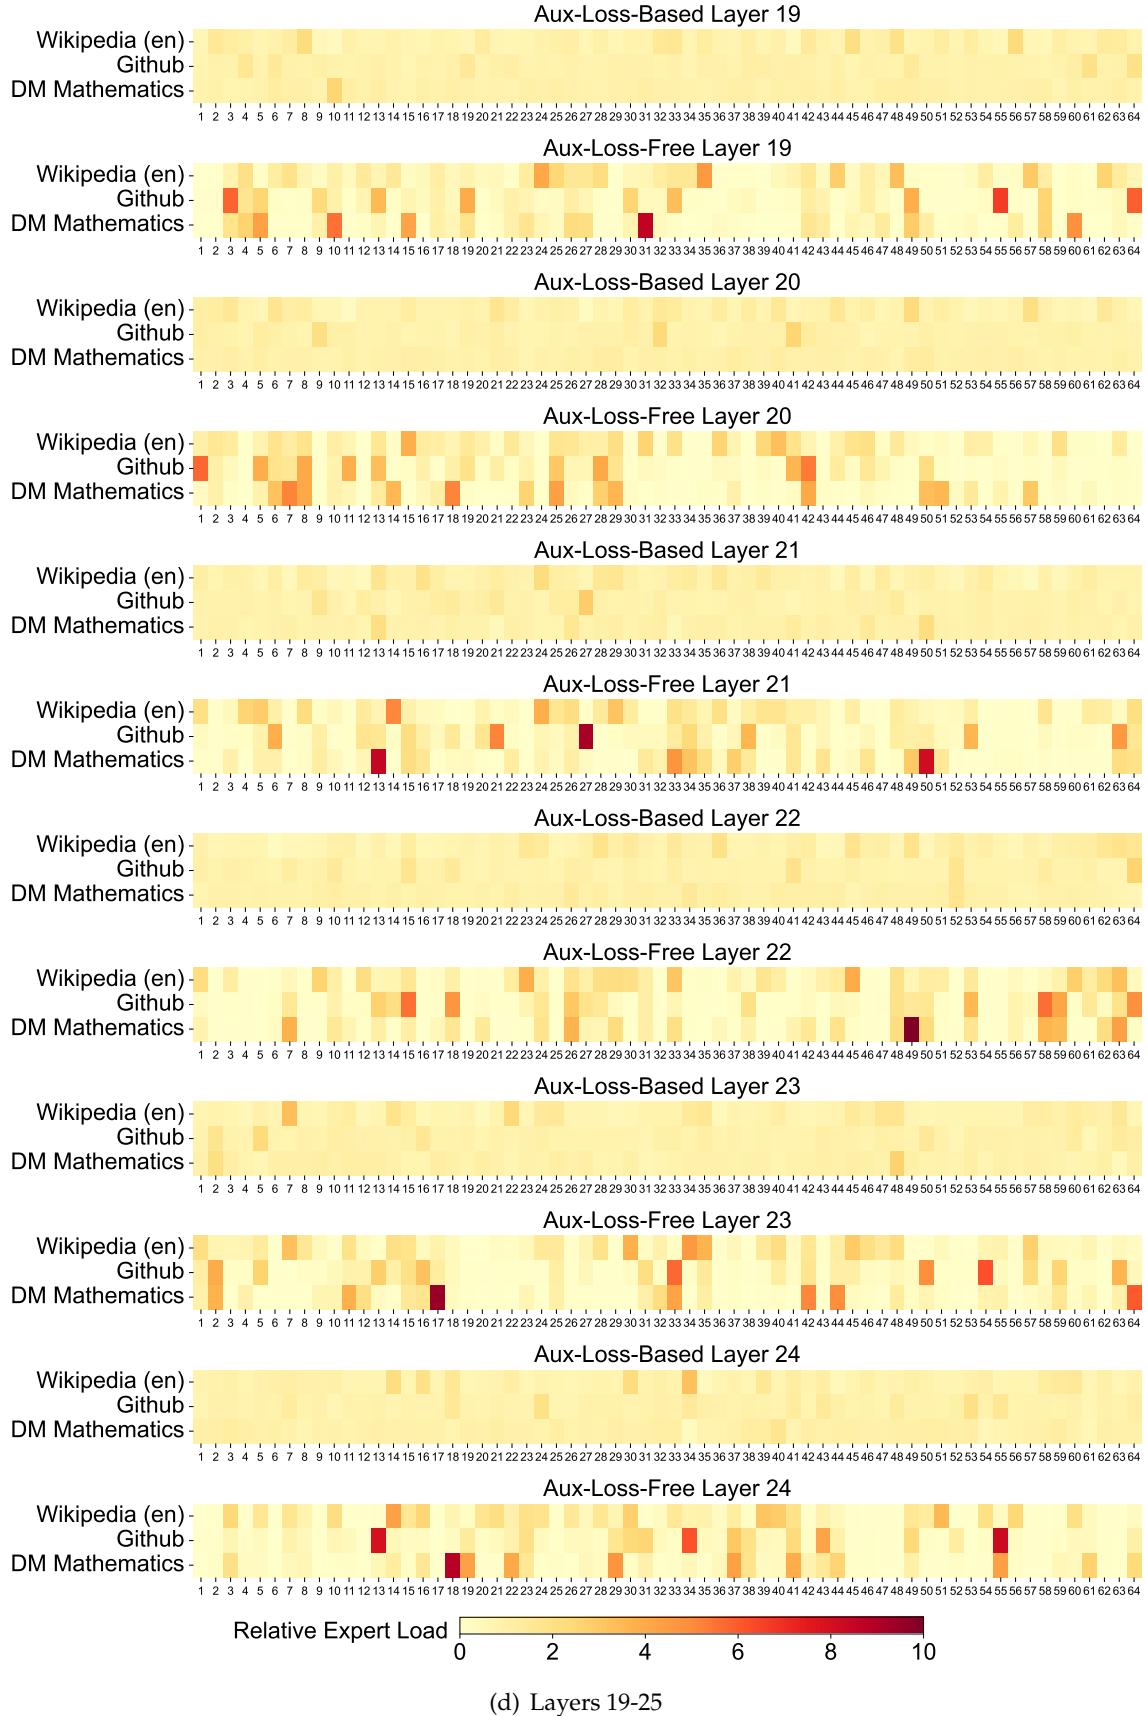 Aux-Loss-Based Layer 19
Wikipedia (en)
Github
DM Mathematics
1 2 3 4 5 6 7 8 9 10 11 12 13 14 15 16 17 18 19 20 21 22 23 24 25 26 27 28 29 30 31 32 33 34 35 36 37 38 39 40 41 42 43 44 45 46 47 48 49 50 51 52 53 54 55 56 57 58 59 60 61 62 63 64
Aux-Loss-Free Layer 19
Wikipedia (en)
Github
DM Mathematics
1 2 3 4 5 6 7 8 9 10 11 12 13 14 15 16 17 18 19 20 21 22 23 24 25 26 27 28 29 30 31 32 33 34 35 36 37 38 39 40 41 42 43 44 45 46 47 48 49 50 51 52 53 54 55 56 57 58 59 60 61 62 63 64
Aux-Loss-Based Layer 20
Wikipedia (en)
Github
DM Mathematics
1 2 3 4 5 6 7 8 9 10 11 12 13 14 15 16 17 18 19 20 21 22 23 24 25 26 27 28 29 30 31 32 33 34 35 36 37 38 39 40 41 42 43 44 45 46 47 48 49 50 51 52 53 54 55 56 57 58 59 60 61 62 63 64
Aux-Loss-Free Layer 20
Wikipedia (en)
Github
DM Mathematics
1 2 3 4 5 6 7 8 9 10 11 12 13 14 15 16 17 18 19 20 21 22 23 24 25 26 27 28 29 30 31 32 33 34 35 36 37 38 39 40 41 42 43 44 45 46 47 48 49 50 51 52 53 54 55 56 57 58 59 60 61 62 63 64
Aux-Loss-Based Layer 21
Wikipedia (en)
Github
DM Mathematics
1 2 3 4 5 6 7 8 9 10 11 12 13 14 15 16 17 18 19 20 21 22 23 24 25 26 27 28 29 30 31 32 33 34 35 36 37 38 39 40 41 42 43 44 45 46 47 48 49 50 51 52 53 54 55 56 57 58 59 60 61 62 63 64
Aux-Loss-Free Layer 21
Wikipedia (en)
Github
DM Mathematics
1 2 3 4 5 6 7 8 9 10 11 12 13 14 15 16 17 18 19 20 21 22 23 24 25 26 27 28 29 30 31 32 33 34 35 36 37 38 39 40 41 42 43 44 45 46 47 48 49 50 51 52 53 54 55 56 57 58 59 60 61 62 63 64
Aux-Loss-Based Layer 22
Wikipedia (en)
Github
DM Mathematics
1 2 3 4 5 6 7 8 9 10 11 12 13 14 15 16 17 18 19 20 21 22 23 24 25 26 27 28 29 30 31 32 33 34 35 36 37 38 39 40 41 42 43 44 45 46 47 48 49 50 51 52 53 54 55 56 57 58 59 60 61 62 63 64
Aux-Loss-Free Layer 22
Wikipedia (en)
Github
DM Mathematics
1 2 3 4 5 6 7 8 9 10 11 12 13 14 15 16 17 18 19 20 21 22 23 24 25 26 27 28 29 30 31 32 33 34 35 36 37 38 39 40 41 42 43 44 45 46 47 48 49 50 51 52 53 54 55 56 57 58 59 60 61 62 63 64
Aux-Loss-Based Layer 23
Wikipedia (en)
Github
DM Mathematics
1 2 3 4 5 6 7 8 9 10 11 12 13 14 15 16 17 18 19 20 21 22 23 24 25 26 27 28 29 30 31 32 33 34 35 36 37 38 39 40 41 42 43 44 45 46 47 48 49 50 51 52 53 54 55 56 57 58 59 60 61 62 63 64
Aux-Loss-Free Layer 23
Wikipedia (en)
Github
DM Mathematics
1 2 3 4 5 6 7 8 9 10 11 12 13 14 15 16 17 18 19 20 21 22 23 24 25 26 27 28 29 30 31 32 33 34 35 36 37 38 39 40 41 42 43 44 45 46 47 48 49 50 51 52 53 54 55 56 57 58 59 60 61 62 63 64
Aux-Loss-Based Layer 24
Wikipedia (en)
Github
DM Mathematics
1 2 3 4 5 6 7 8 9 10 11 12 13 14 15 16 17 18 19 20 21 22 23 24 25 26 27 28 29 30 31 32 33 34 35 36 37 38 39 40 41 42 43 44 45 46 47 48 49 50 51 52 53 54 55 56 57 58 59 60 61 62 63 64
Aux-Loss-Free Layer 24
Wikipedia (en)
Github
DM Mathematics
1 2 3 4 5 6 7 8 9 10 11 12 13 14 15 16 17 18 19 20 21 22 23 24 25 26 27 28 29 30 31 32 33 34 35 36 37 38 39 40 41 42 43 44 45 46 47 48 49 50 51 52 53 54 55 56 57 58 59 60 61 62 63 64
Relative Expert Load
0 2 4 6 8 10
(d) Layers 19-25